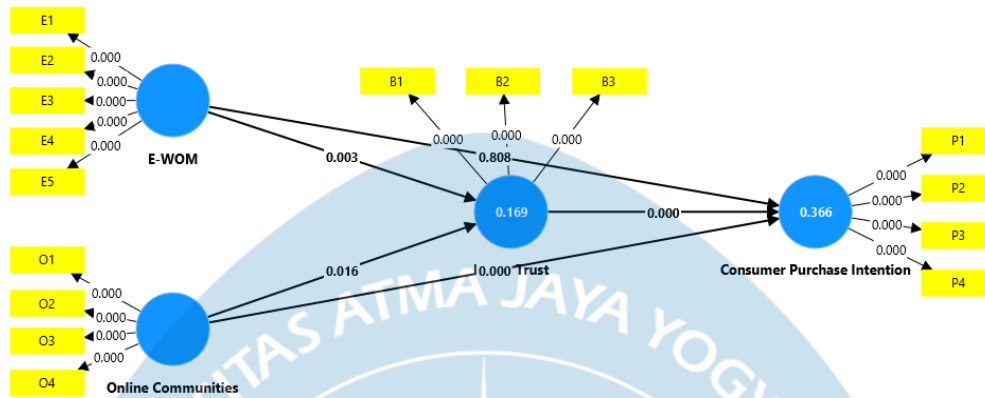 E1
E2
E3
E4
E5
0.000
0.000
0.000
0.000
0.000
E-WOM
B1
B2
B3
0.000
0.000
0.000
0.003
0.808
0.169
0.000
0.366
P1
P2
P3
P4
0.000
0.000
0.000
0.000
Consumer Purchase Intention
Trust
0.016
0.000
O1
O2
O3
O4
0.000
0.000
0.000
0.000
Online Communities
ATMA JAYA